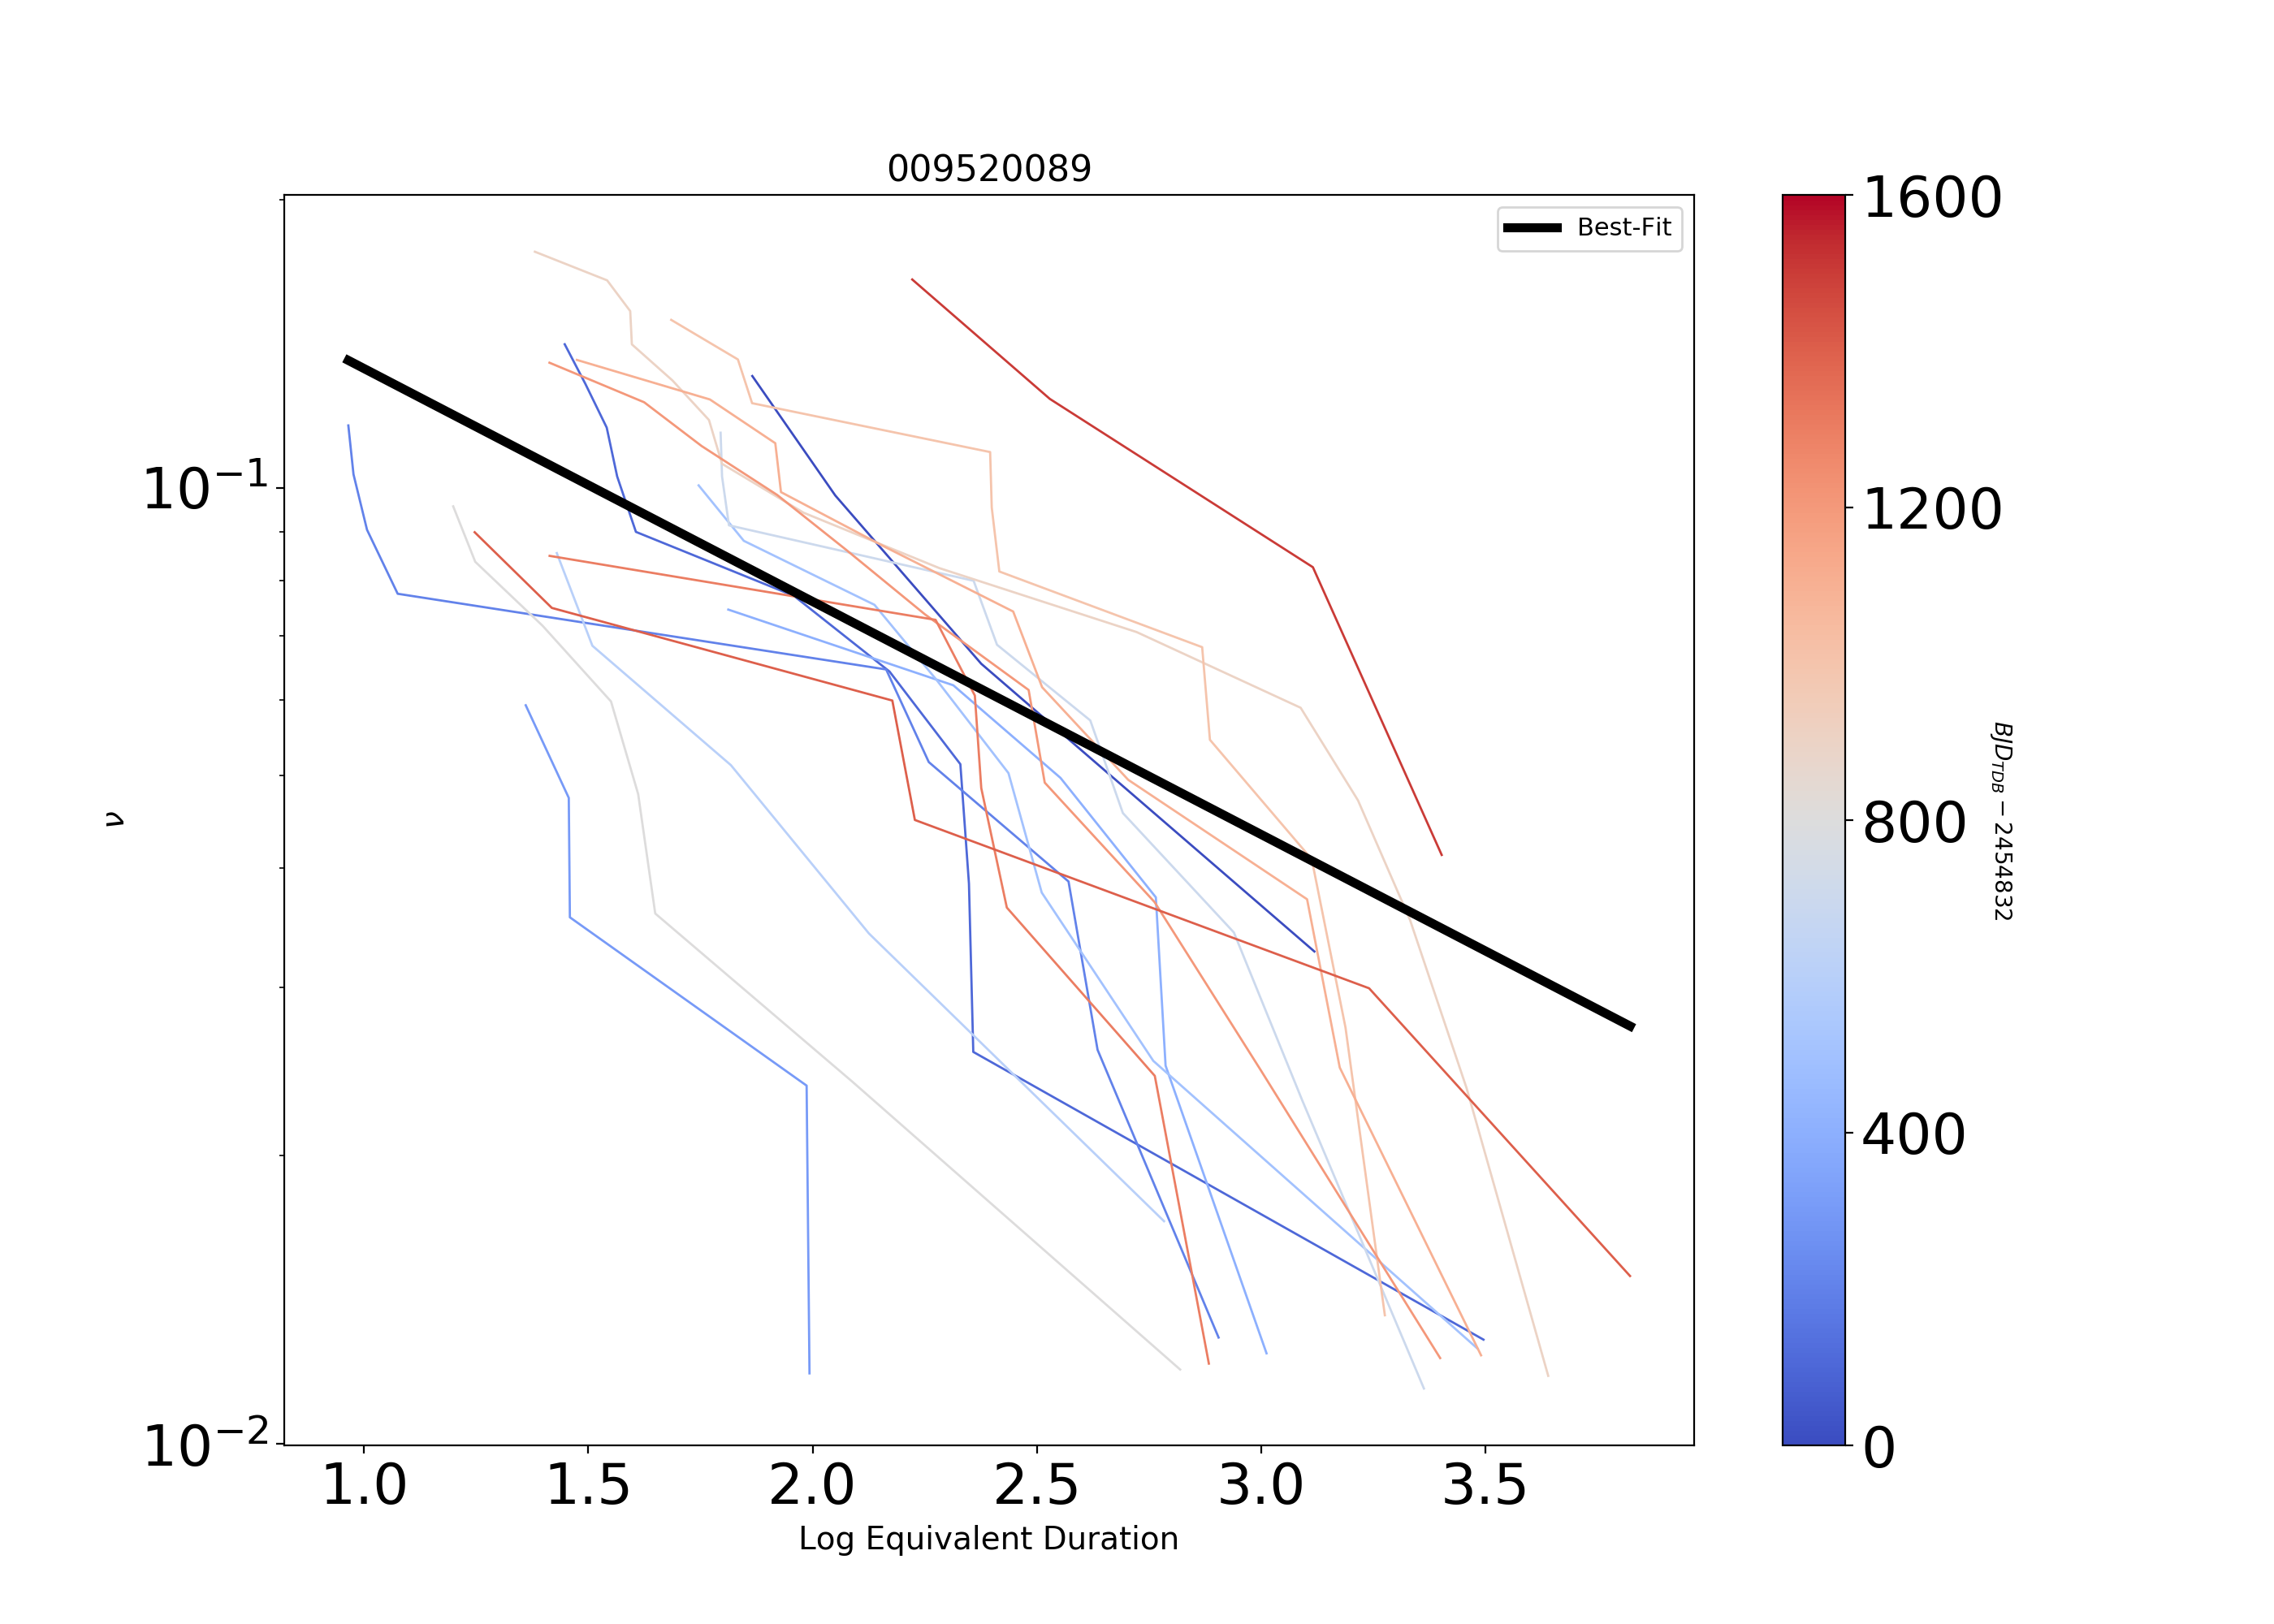 009520089
Best-Fit
ν
10⁻¹
10⁻²
1.0 1.5 2.0 2.5 3.0 3.5
Log Equivalent Duration
1600
1200
800
400
0
BJD_TDB − 2454832